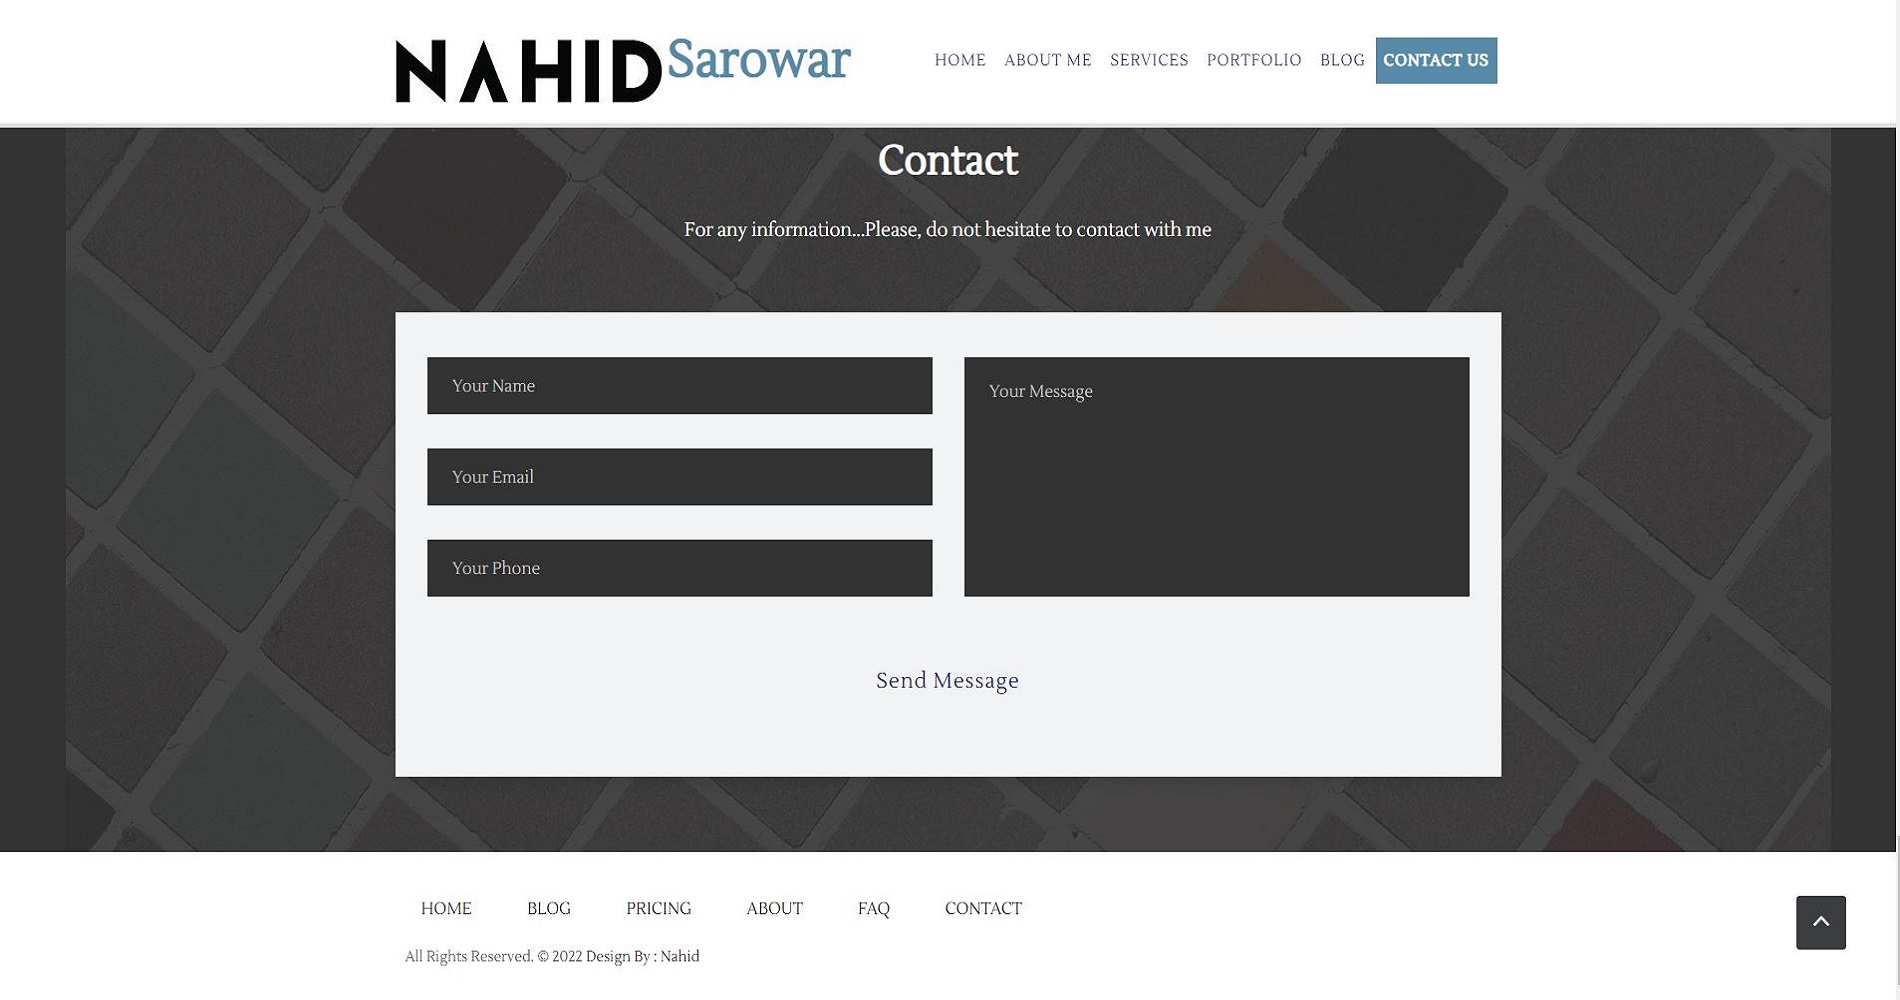 NAHID Sarowar
HOME ABOUT ME SERVICES PORTFOLIO BLOG CONTACT US
Contact
For any information...Please, do not hesitate to contact with me
Your Name
Your Email
Your Phone
Your Message
Send Message
HOME BLOG PRICING ABOUT FAQ CONTACT
All Rights Reserved. © 2022 Design By : Nahid